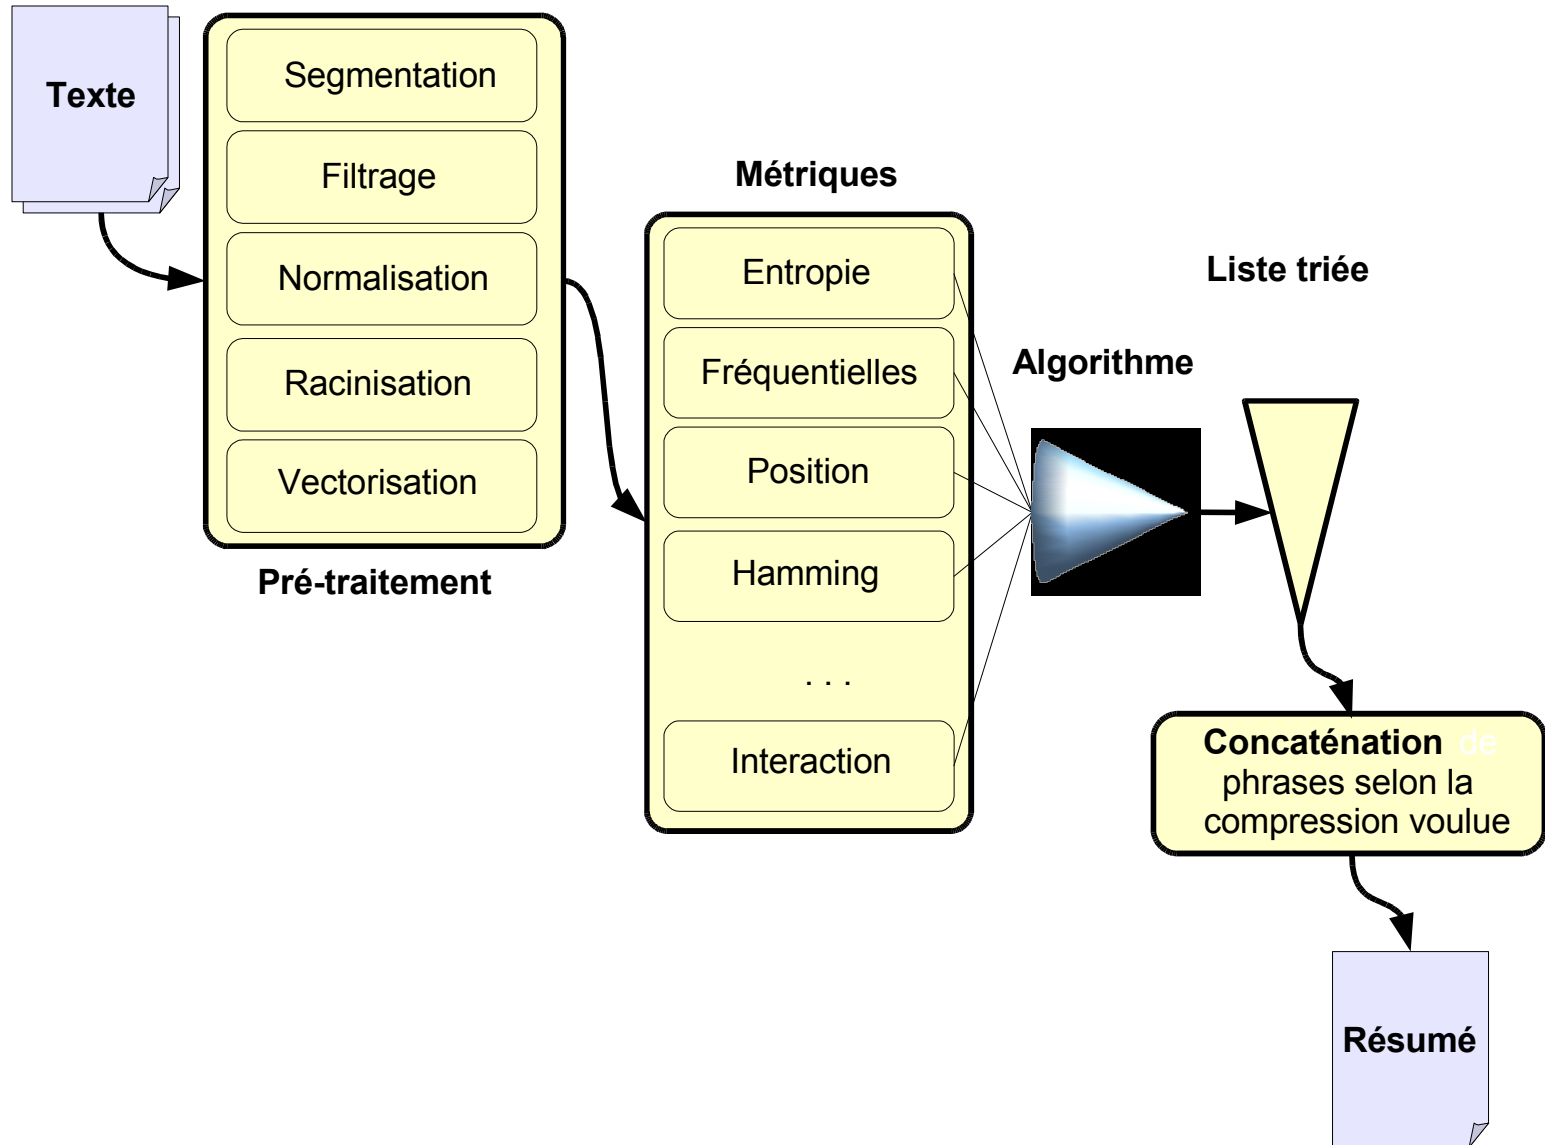 Texte
Segmentation
Filtrage
Normalisation
Racinisation
Vectorisation
Pré-traitement
Métriques
Entropie
Fréquentielles
Position
Hamming
. . .
Interaction
Algorithme
Liste triée
Concaténation de
phrases selon la
compression voulue
Résumé